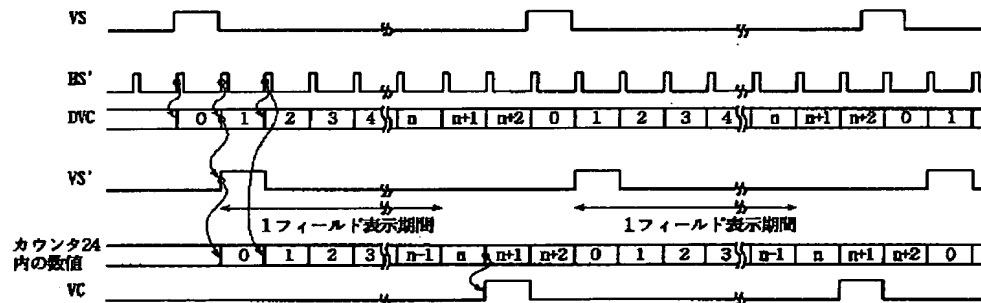 VS
HS'
DVC 0 1 2 3 4 n n+1 n+2 0 1 2 3 4 n n+1 n+2 0 1
VS'
1フィールド表示期間 1フィールド表示期間
カウンタ24
内の数値 0 1 2 3 n-1 n n+1 n+2 0 1 2 3 n-1 n n+1 n+2 0
VC